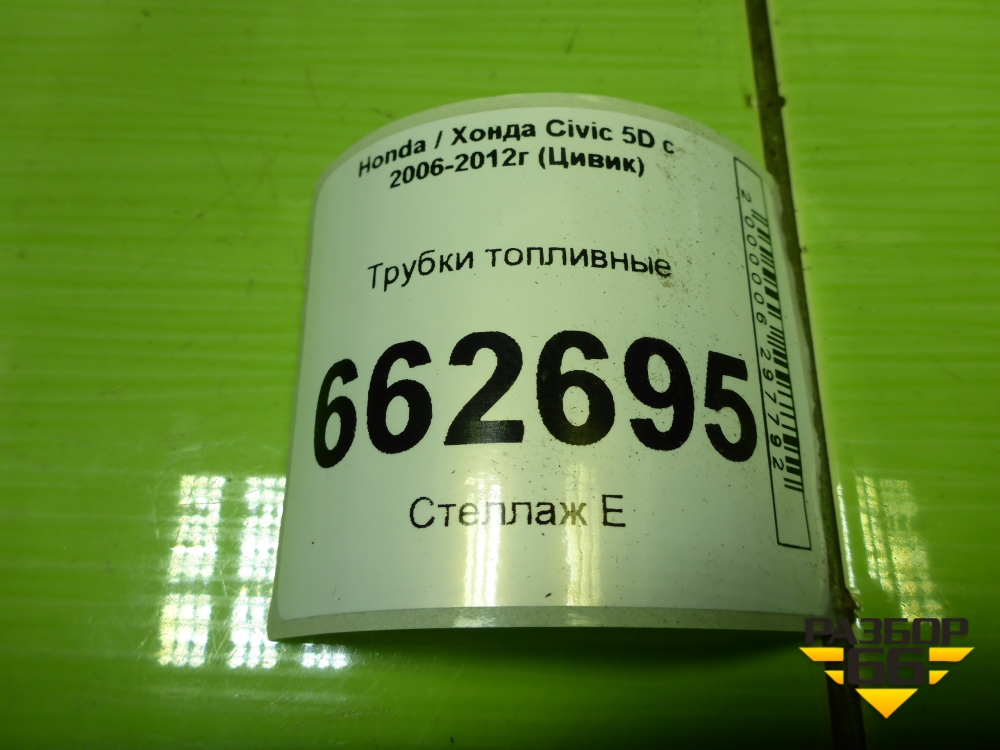 Honda / Хонда Civic 5D с
2006-2012г (Цивик)
Трубки топливные
662695
Стеллаж Е
2000006297792
РАЗБОР
66